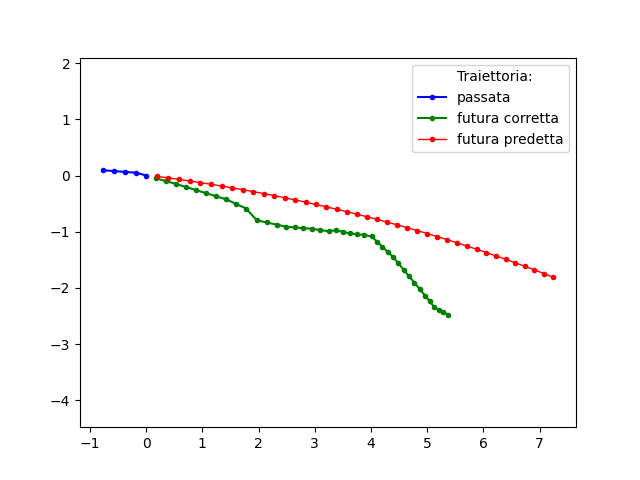 Traiettoria:
passata
futura corretta
futura predetta
2
1
0
−1
−2
−3
−4
−1 0 1 2 3 4 5 6 7